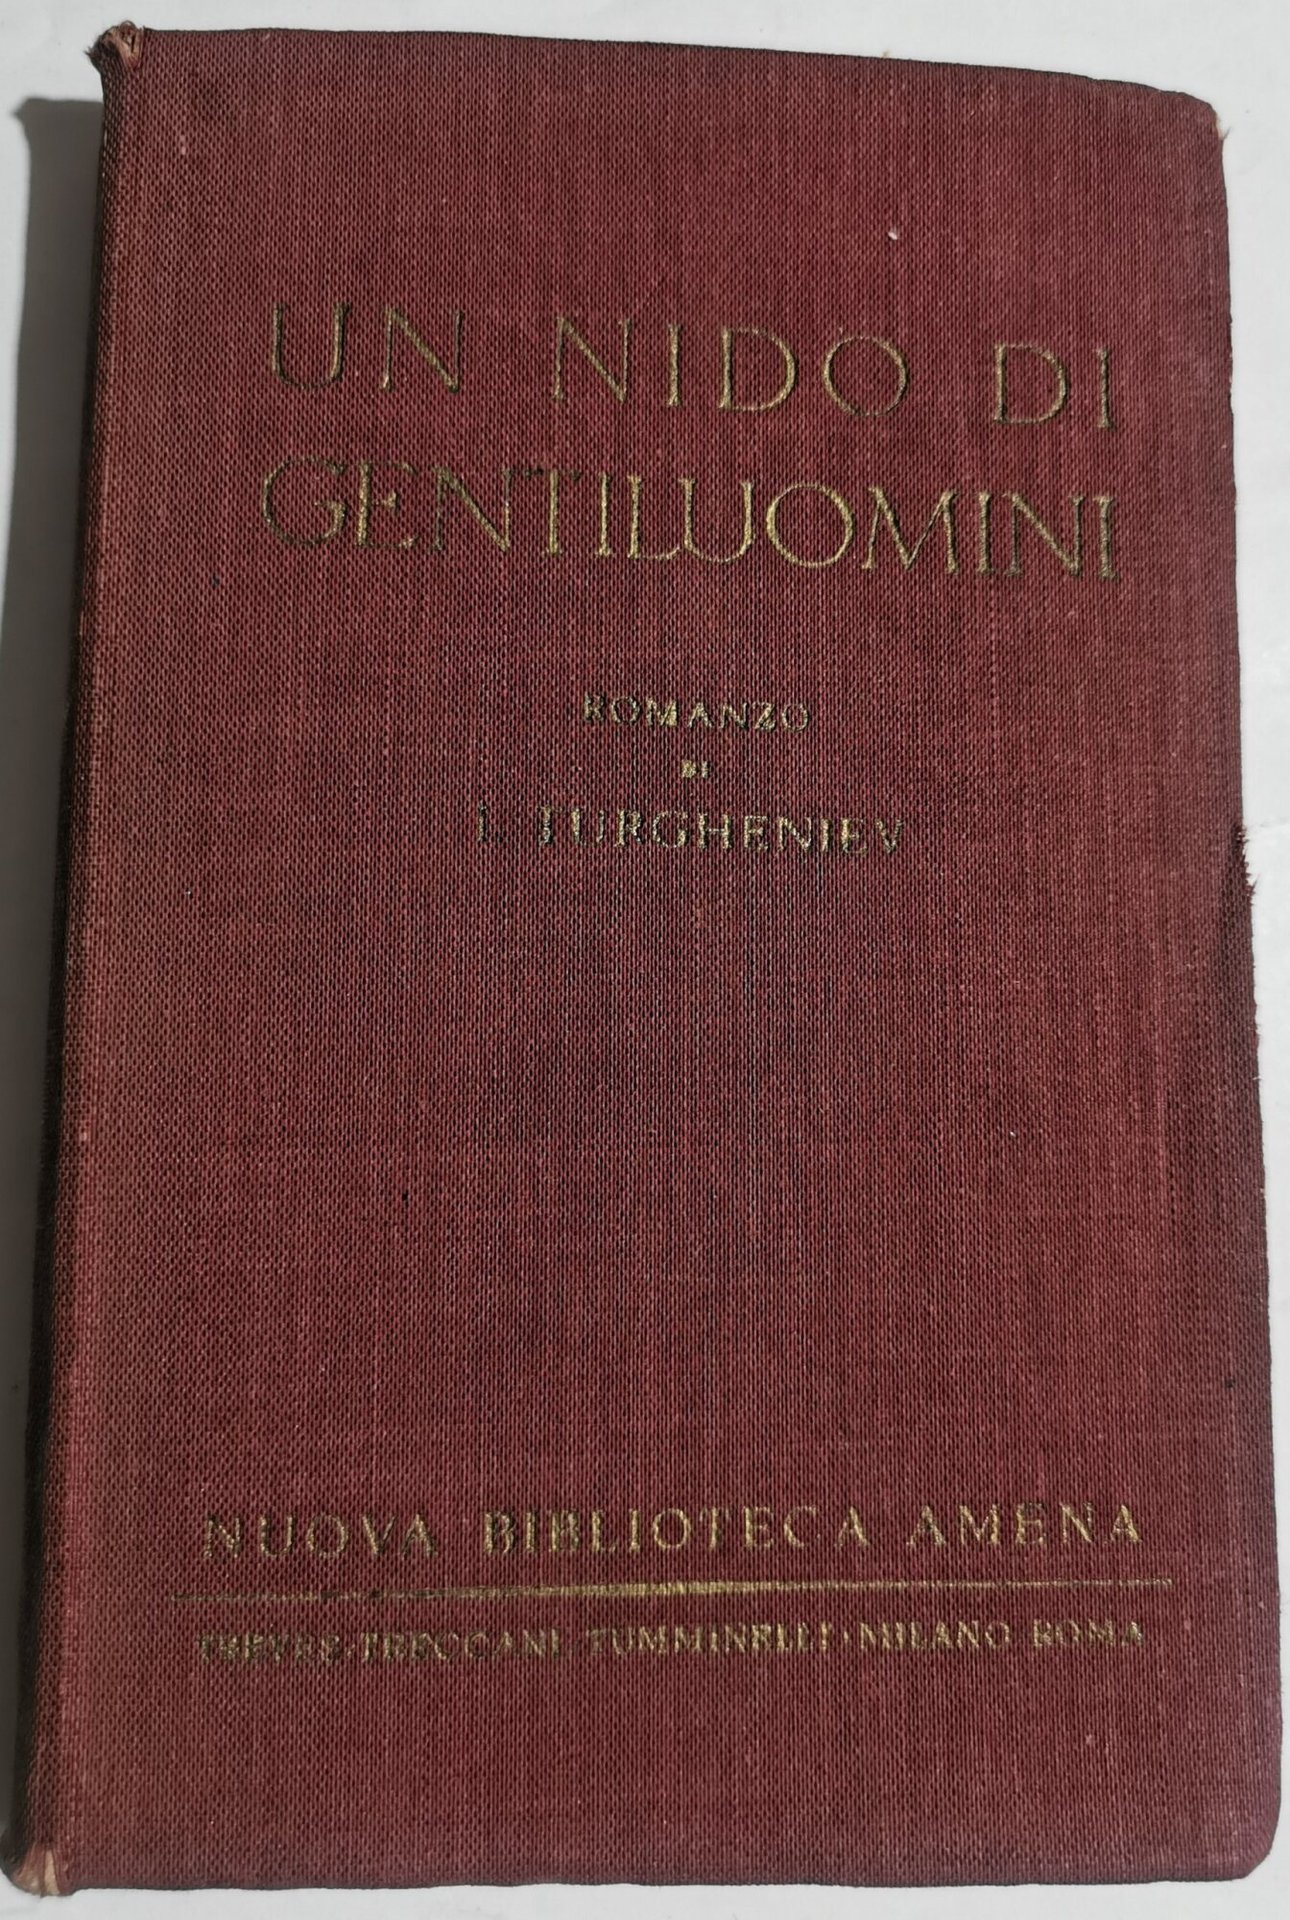 UN NIDO DI
GENTILUOMINI
ROMANZO
DI
I. TURGHENIEV
NUOVA BIBLIOTECA AMENA
TREVES·TRECCANI·TUMMINELLI·MILANO ROMA